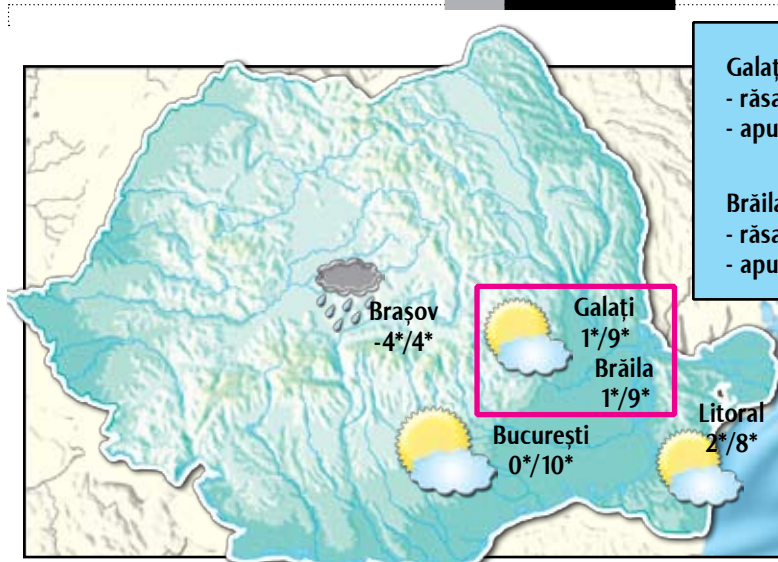 Galaț
- răsa
- apu
Brăila
- răsa
- apu
Brașov
-4*/4*
Galați
1*/9*
Brăila
1*/9*
București
0*/10*
Litoral
2*/8*